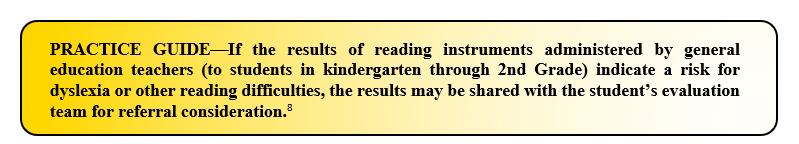 PRACTICE GUIDE—If the results of reading instruments administered by general
education teachers (to students in kindergarten through 2nd Grade) indicate a risk for
dyslexia or other reading difficulties, the results may be shared with the student’s evaluation
team for referral consideration.⁸